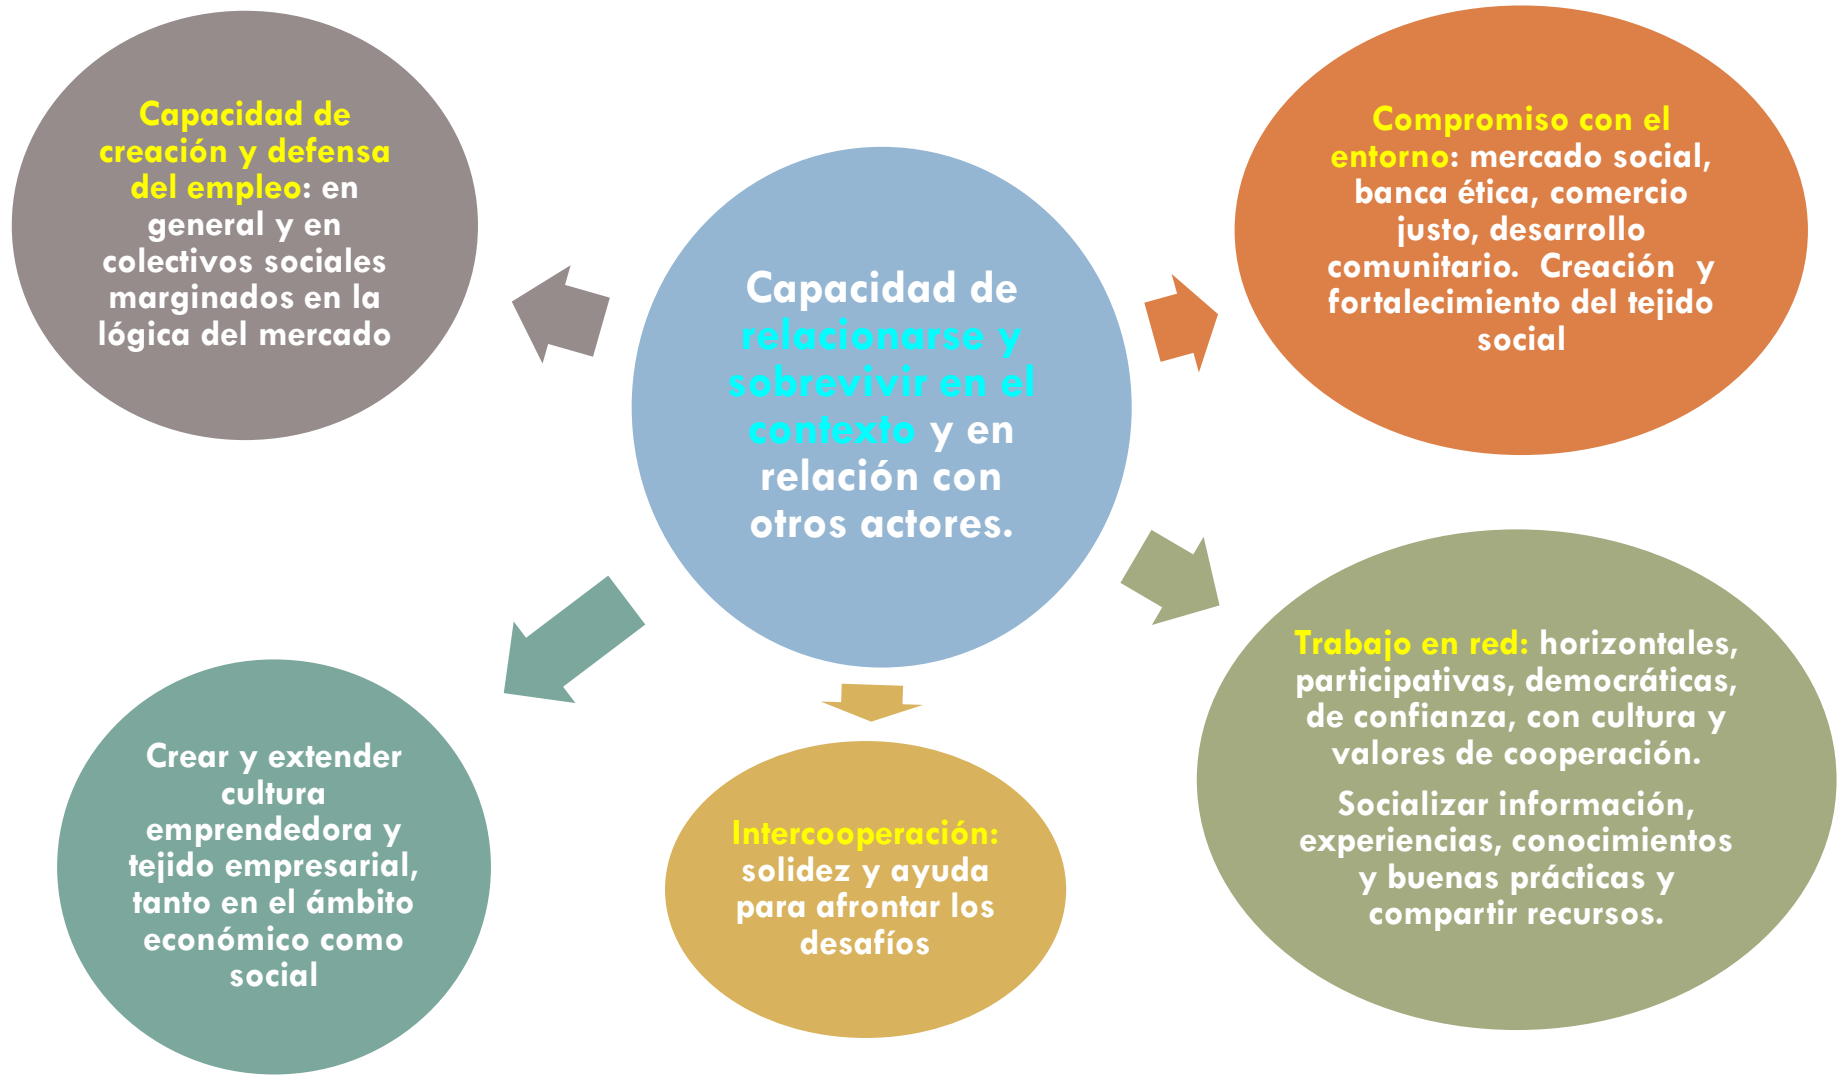 Capacidad de
creación y defensa
del empleo: en
general y en
colectivos sociales
marginados en la
lógica del mercado
Capacidad de
relacionarse y
sobrevivir en el
contexto y en
relación con
otros actores.
Compromiso con el
entorno: mercado social,
banca ética, comercio
justo, desarrollo
comunitario.  Creación  y
fortalecimiento del tejido
social
Crear y extender
cultura
emprendedora y
tejido empresarial,
tanto en el ámbito
económico como
social
Intercooperación:
solidez y ayuda
para afrontar los
desafíos
Trabajo en red: horizontales,
participativas, democráticas,
de confianza, con cultura y
valores de cooperación.
Socializar información,
experiencias, conocimientos
y buenas prácticas y
compartir recursos.